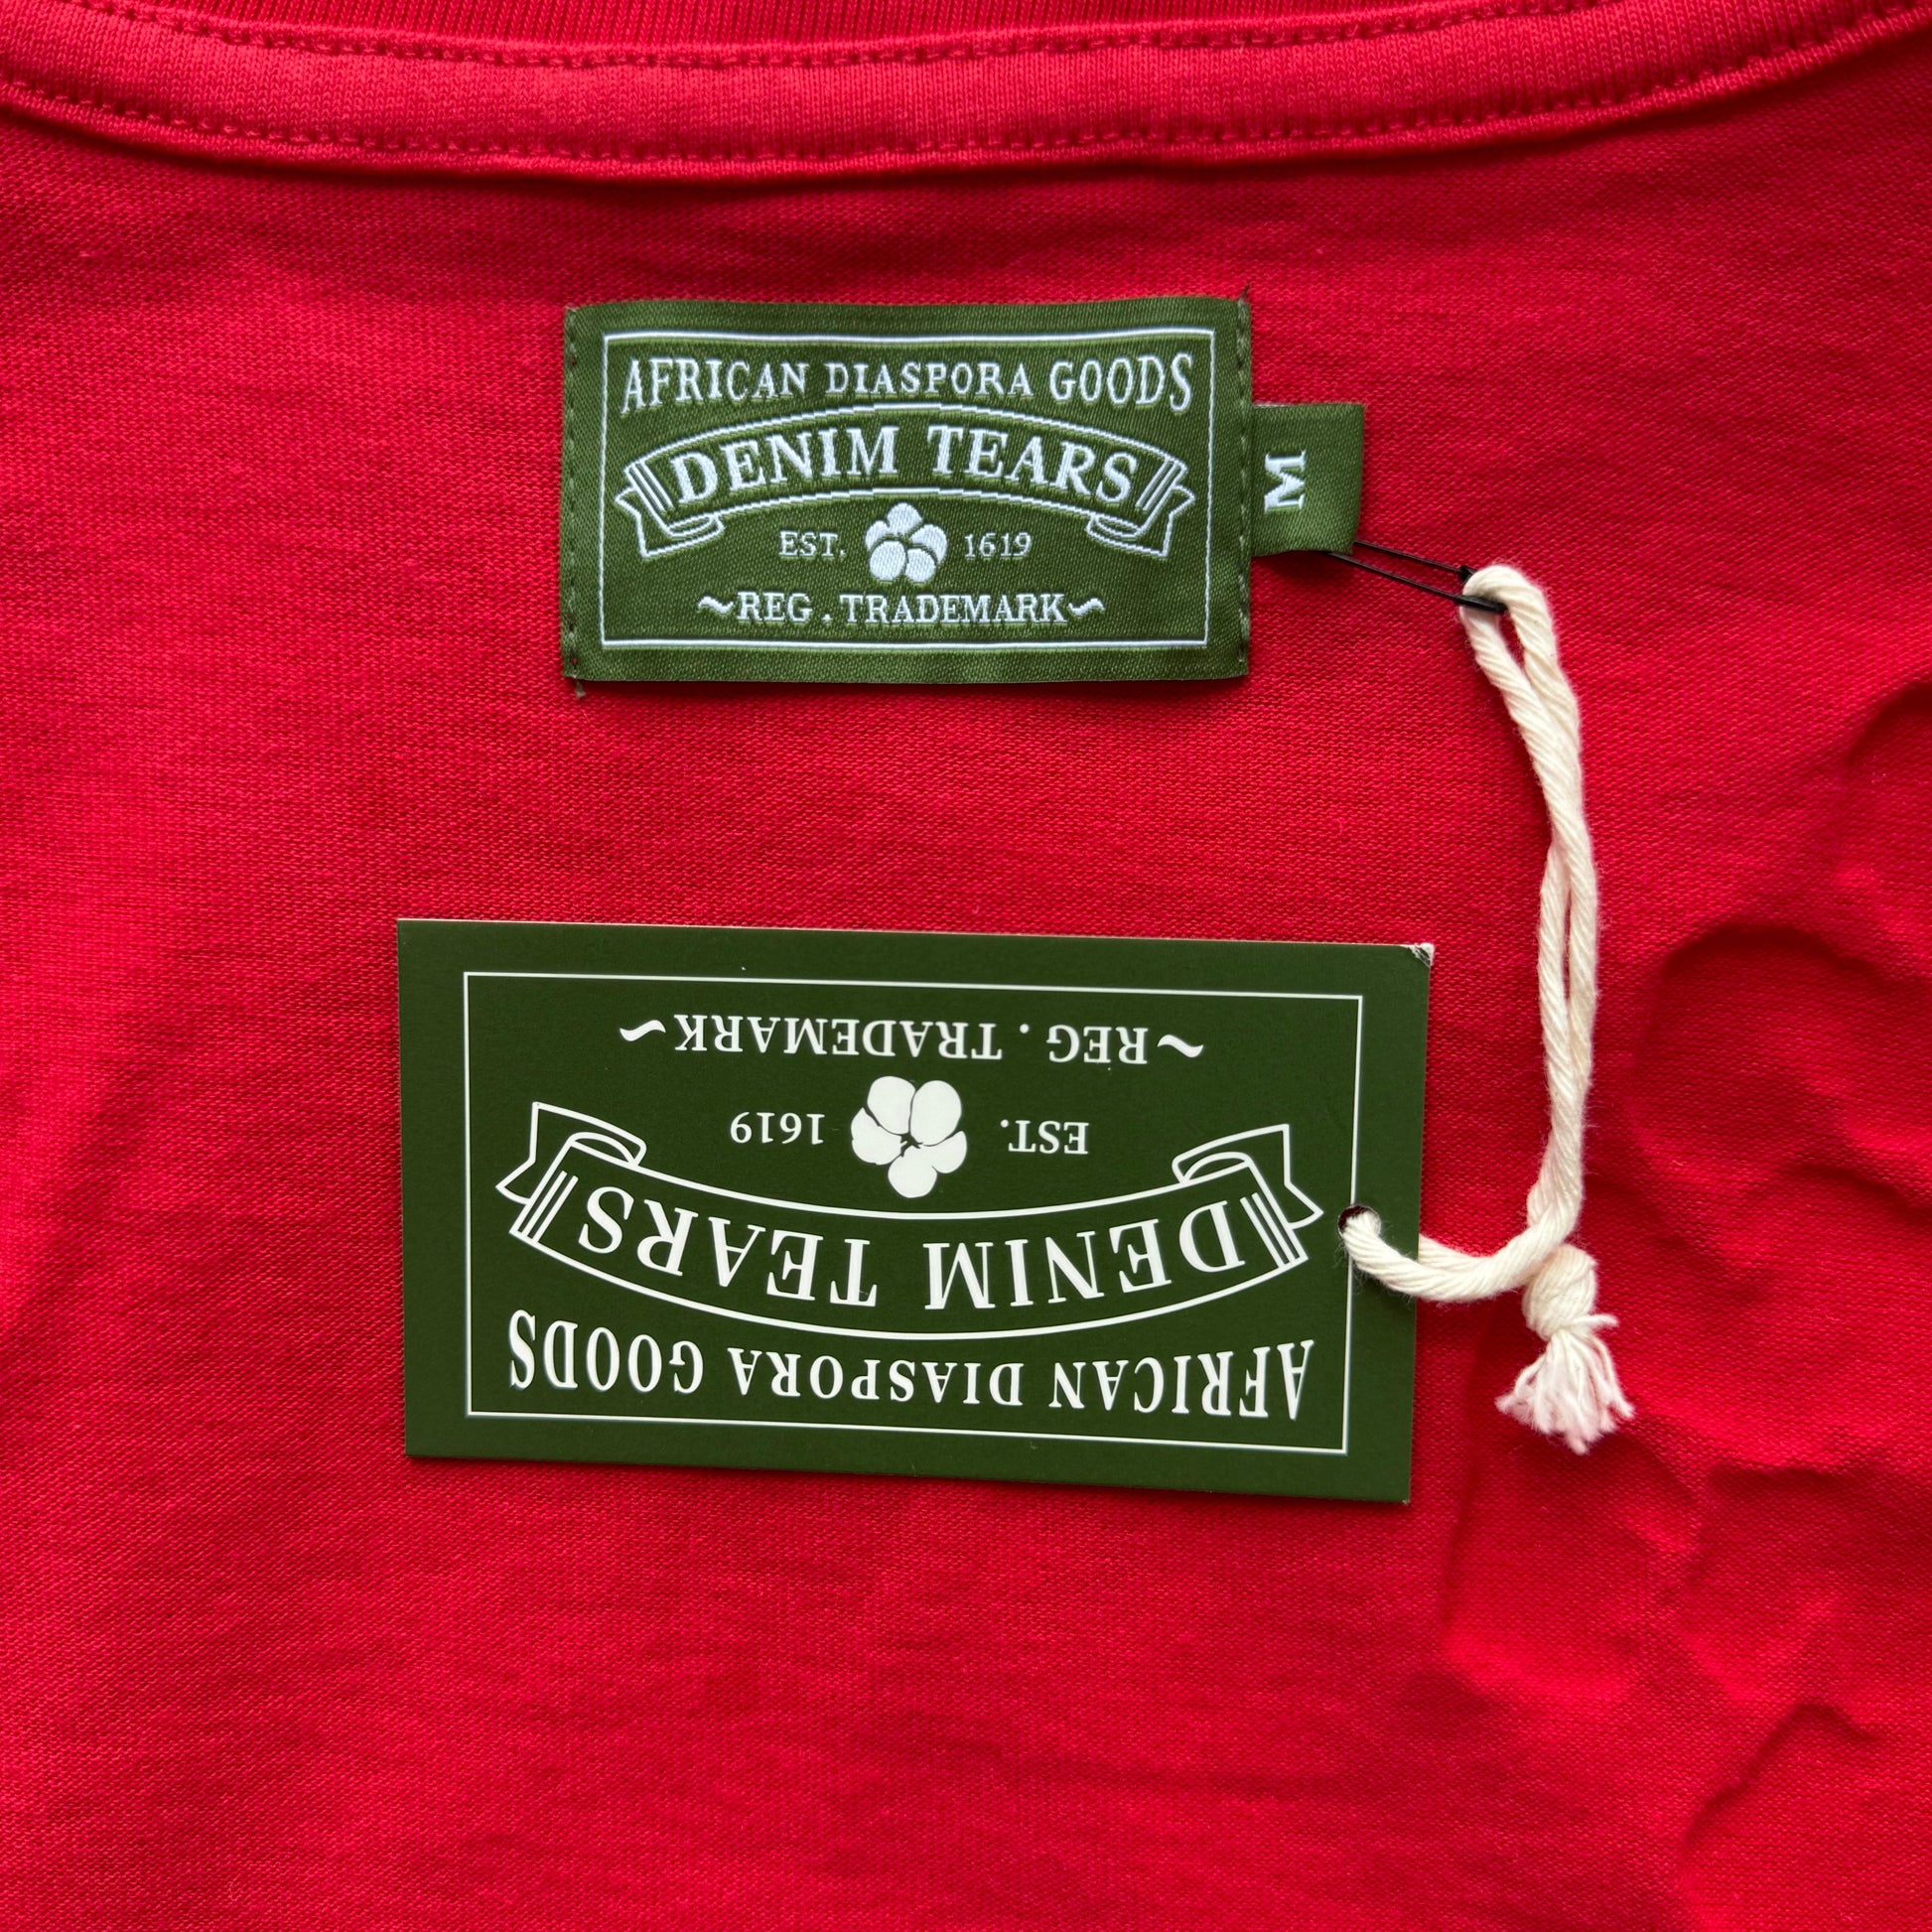 AFRICAN DIASPORA GOODS
DENIM TEARS
EST. 1619
~REG. TRADEMARK~
M
AFRICAN DIASPORA GOODS
DENIM TEARS
EST. 1619
~REG. TRADEMARK~